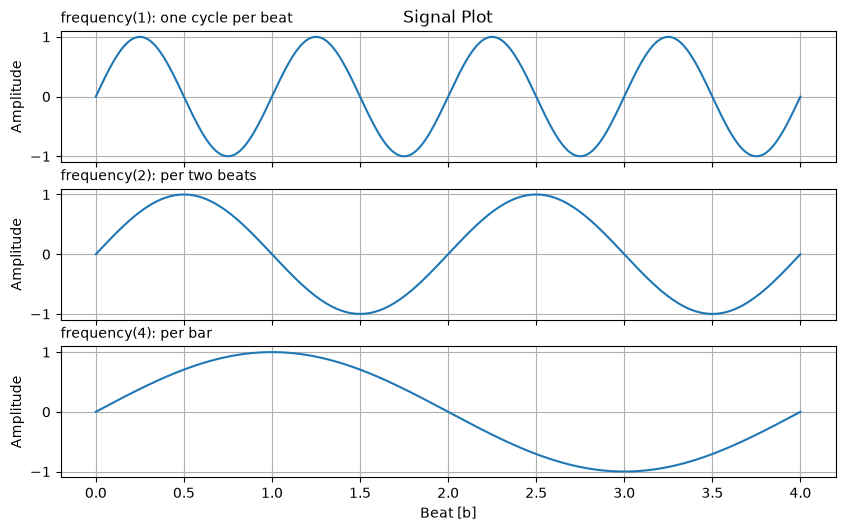 Signal Plot
frequency(1): one cycle per beat
Amplitude
1
0
−1
frequency(2): per two beats
Amplitude
1
0
−1
frequency(4): per bar
Amplitude
1
0
−1
0.0 0.5 1.0 1.5 2.0 2.5 3.0 3.5 4.0
Beat [b]